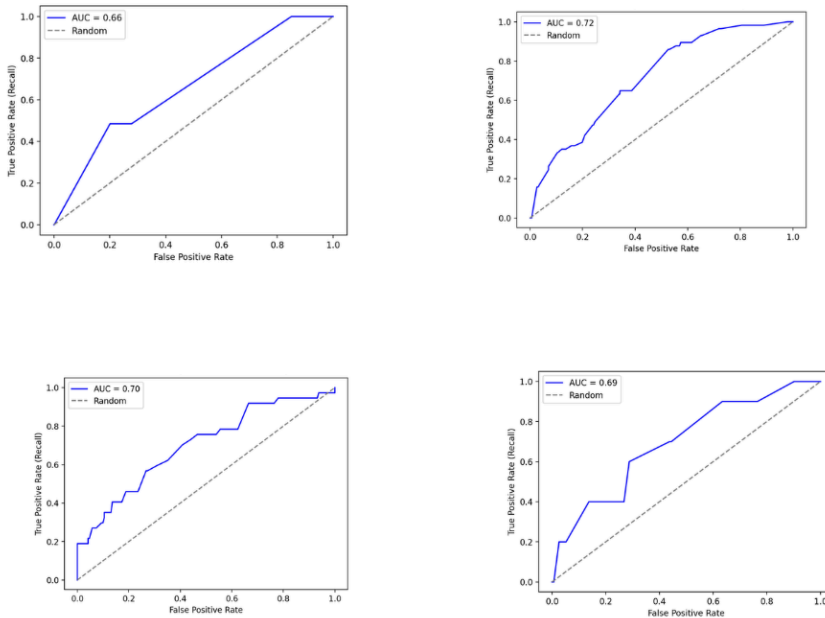 AUC = 0.66
Random
1.0
0.8
0.6
0.4
0.2
0.0
True Positive Rate (Recall)
0.0 0.2 0.4 0.6 0.8 1.0
False Positive Rate
AUC = 0.72
Random
1.0
0.8
0.6
0.4
0.2
0.0
True Positive Rate (Recall)
0.0 0.2 0.4 0.6 0.8 1.0
False Positive Rate
AUC = 0.70
Random
1.0
0.8
0.6
0.4
0.2
0.0
True Positive Rate (Recall)
0.0 0.2 0.4 0.6 0.8 1.0
False Positive Rate
AUC = 0.69
Random
1.0
0.8
0.6
0.4
0.2
0.0
True Positive Rate (Recall)
0.0 0.2 0.4 0.6 0.8 1.0
False Positive Rate